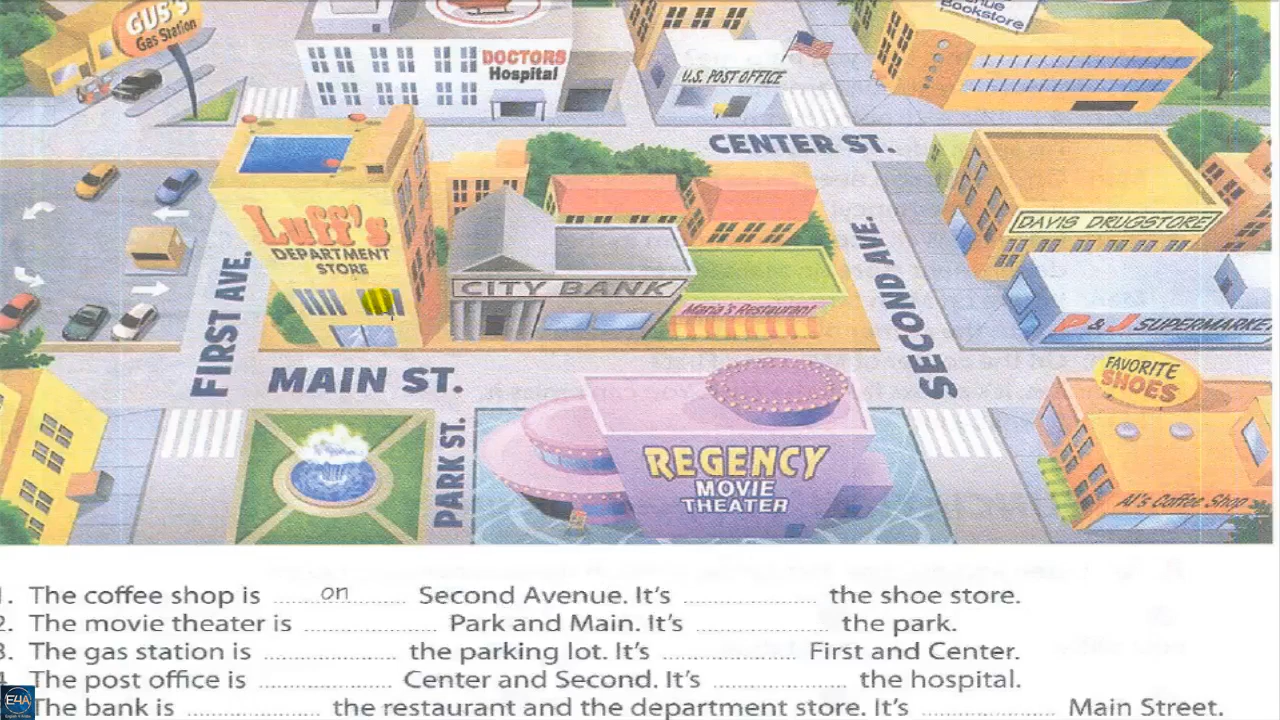 GUS'S
Gas Station
DOCTORS
Hospital
U.S. POST OFFICE
Bookstore
CENTER ST.
Luff's
DEPARTMENT
STORE
CITY BANK
Maria's Restaurant
DAVIS DRUGSTORE
P & J SUPERMARKE
FIRST AVE.
SECOND AVE.
MAIN ST.
PARK ST.
REGENCY
MOVIE
THEATER
FAVORITE
SHOES
Al's Coffee Shop
. The coffee shop is on Second Avenue. It's ............... the shoe store.
2. The movie theater is ............... Park and Main. It's ............... the park.
3. The gas station is ............... the parking lot. It's ............... First and Center.
The post office is ............... Center and Second. It's ............... the hospital.
The bank is ............... the restaurant and the department store. It's ............... Main Street.
E4A